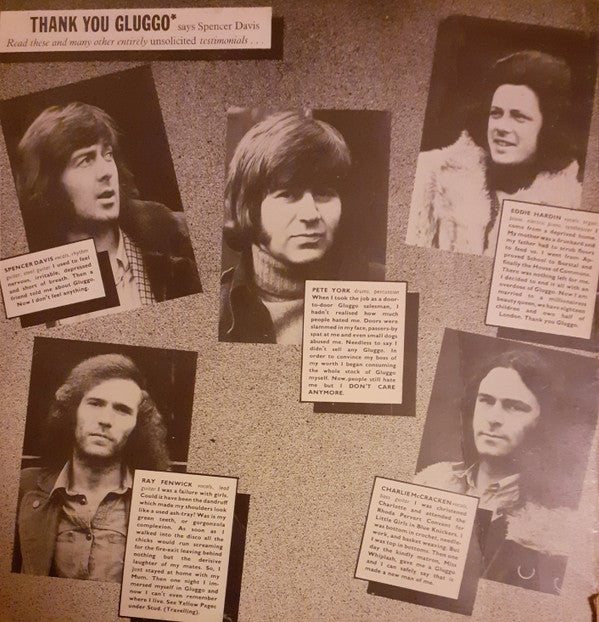 THANK YOU GLUGGO* says Spencer Davis
Read these and many other entirely unsolicited testimonials . . .
SPENCER DAVIS vocals, rhythm
guitar, steel guitar I used to feel
nervous, irritable, depressed
and short of breath. Then a
friend told me about Gluggo.
Now I don't feel anything.
PETE YORK drums, percussion
When I took the job as a door-
to-door Gluggo salesman, I
hadn't realised how much
people hated me. Doors were
slammed in my face, passers-by
spat at me and even small dogs
abused me. Needless to say I
didn't sell any Gluggo. In
order to convince my boss of
my worth I began consuming
the whole stock of Gluggo
myself. Now, people still hate
me but I DON'T CARE
ANYMORE.
EDDIE HARDIN vocals, organ
piano, electric piano, synthesiser I
came from a deprived home.
My mother was a drunkard and
my father had to scrub floors
to feed us. I went from Ap-
proved School to Borstal and
finally the House of Commons.
There was nothing left for me.
I decided to end it all with an
overdose of Gluggo. Now I am
married to a millionaire
beauty queen, we have eighteen
children and own half of
London. Thank you Gluggo.
RAY FENWICK vocals, lead
guitar I was a failure with girls.
Could it have been the dandruff
which made my shoulders look
like a used ash-tray? Was is my
green teeth, or gorgonzola
complexion. As soon as I
walked into the disco all the
chicks would run screaming
for the fire-exit leaving behind
nothing but the derisive
laughter of my mates. So, I
just stayed at home with my
Mum. Then one night I im-
mersed myself in Gluggo and
now I can't even remember
where I live. See Yellow Pages
under Stud. (Travelling).
CHARLIE McCRACKEN vocals,
bass guitar I was christened
Charlotte and attended the
Rhoda Pervert Convent for
Little Girls in Blue Knickers. I
was bottom in crochet, needle-
work, and basket weaving. But
I was top in bottoms. Then one
day the kindly matron, Miss
Whiplash, gave me a Gluggo
and I can safely say that is
made a new man of me.